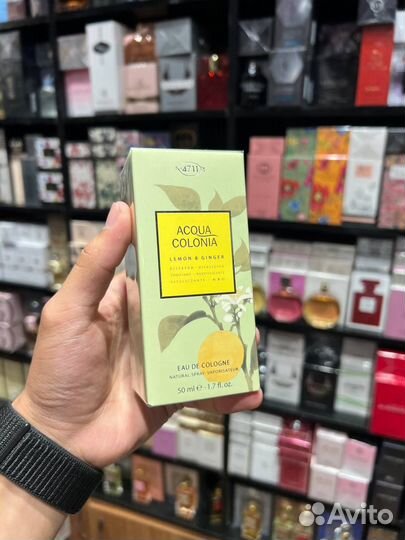 4711
ACQUA
COLONIA
LEMON & GINGER
EAU DE COLOGNE
NATURAL SPRAY·VAPORISATEUR
50 ml ℮ - 1.7 fl. oz.
Avito